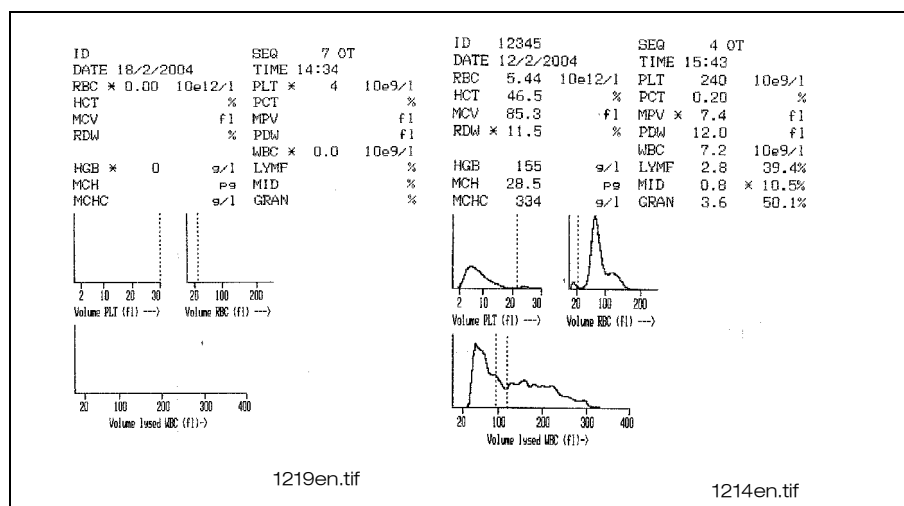 ID SEQ 7 OT
DATE 18/2/2004 TIME 14:34
RBC * 0.00 10e12/l PLT * 4 10e9/l
HCT % PCT %
MCV fl MPV fl
RDW % PDW fl
WBC * 0.0 10e9/l
HGB * 0 g/l LYMF %
MCH pg MID %
MCHC g/l GRAN %
2 10 20 30 20 100 200
Volume PLT (fl) ---> Volume RBC (fl) --->
20 100 200 300 400
Volume lysed WBC (fl)->
1219en.tif
ID 12345 SEQ 4 OT
DATE 12/2/2004 TIME 15:43
RBC 5.44 10e12/l PLT 240 10e9/l
HCT 46.5 % PCT 0.20 %
MCV 85.3 fl MPV * 7.4 fl
RDW * 11.5 % PDW 12.0 fl
WBC 7.2 10e9/l
HGB 155 g/l LYMF 2.8 39.4%
MCH 28.5 pg MID 0.8 * 10.5%
MCHC 334 g/l GRAN 3.6 50.1%
2 10 20 30 20 100 200
Volume PLT (fl) ---> Volume RBC (fl) --->
20 100 200 300 400
Volume lysed WBC (fl)->
1214en.tif